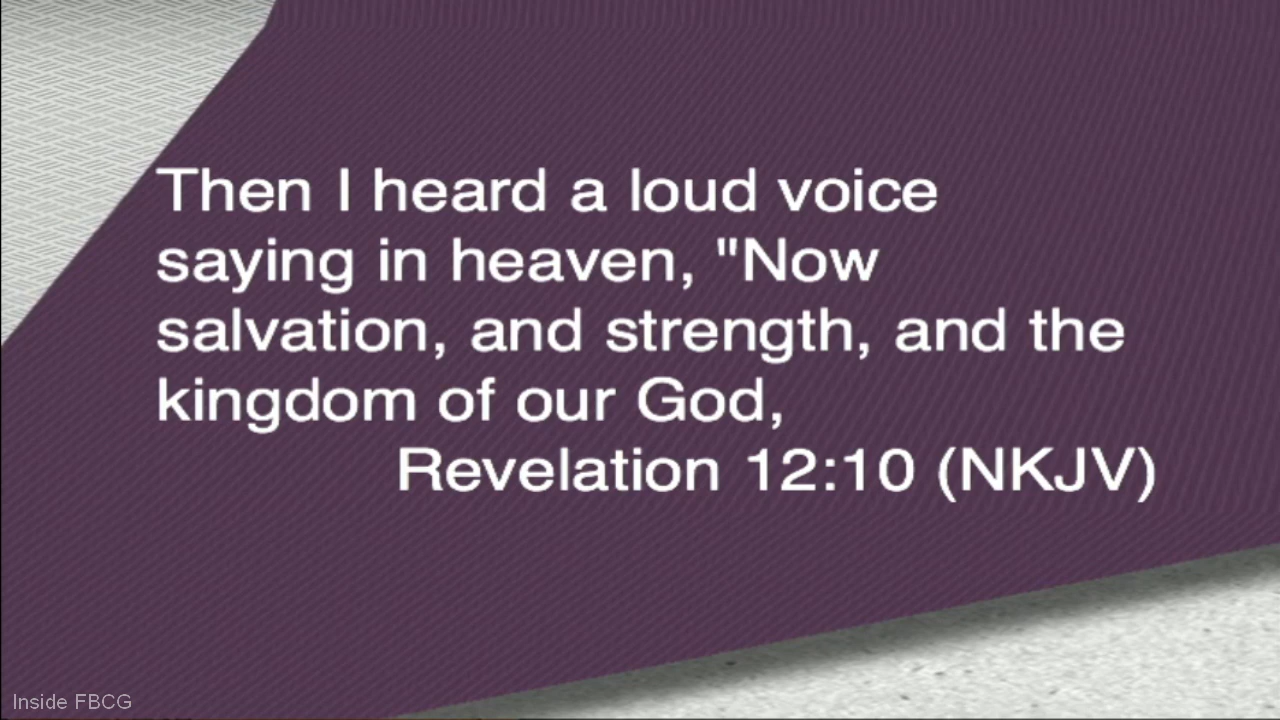 Then I heard a loud voice
saying in heaven, "Now
salvation, and strength, and the
kingdom of our God,
Revelation 12:10 (NKJV)
Inside FBCG